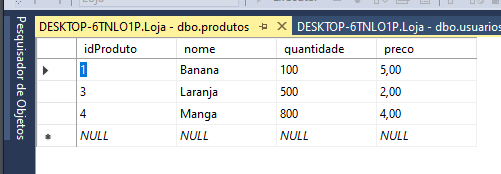 DESKTOP-6TNLO1P.Loja - dbo.produtos
DESKTOP-6TNLO1P.Loja - dbo.usuarios
Pesquisador de Objetos
idProduto nome quantidade preco
1 Banana 100 5,00
3 Laranja 500 2,00
4 Manga 800 4,00
NULL NULL NULL NULL